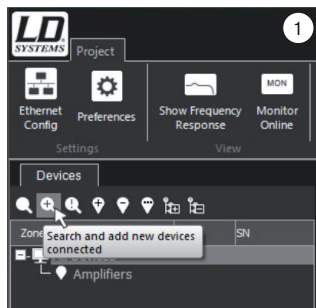 LD
SYSTEMS
Project
1
MON
Ethernet
Config
Preferences
Show Frequency
Response
Monitor
Online
Settings
View
Devices
Zone
SN
Search and add new devices
connected
Amplifiers